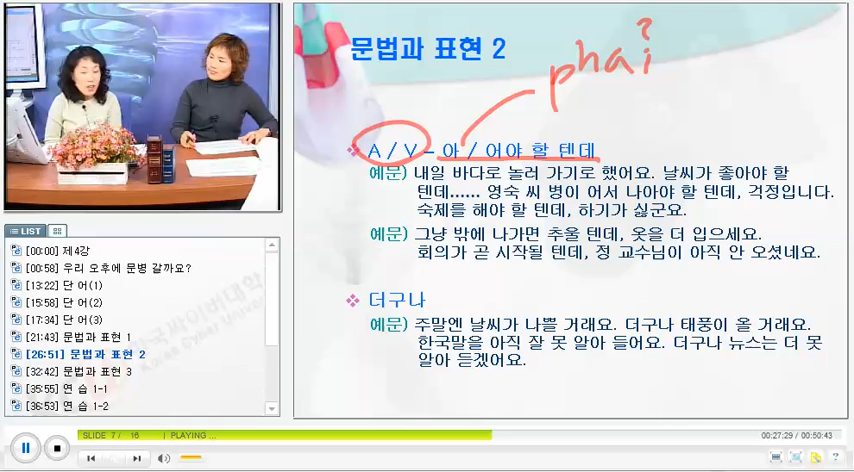 문법과 표현 2
phai?
A / V - 아 / 어야 할 텐데
예문) 내일 바다로 놀러 가기로 했어요. 날씨가 좋아야 할
텐데...... 영숙 씨 병이 어서 나아야 할 텐데, 걱정입니다.
숙제를 해야 할 텐데, 하기가 싫군요.
예문) 그냥 밖에 나가면 추울 텐데, 옷을 더 입으세요.
회의가 곧 시작될 텐데, 정 교수님이 아직 안 오셨네요.
더구나
예문) 주말엔 날씨가 나쁠 거래요. 더구나 태풍이 올 거래요.
한국말을 아직 잘 못 알아 들어요. 더구나 뉴스는 더 못
알아 듣겠어요.
LIST
[00:00] 제4강
[00:58] 우리 오후에 문병 갈까요?
[13:22] 단 어(1)
[15:58] 단 어(2)
[17:34] 단 어(3)
[21:43] 문법과 표현 1
[26:51] 문법과 표현 2
[32:42] 문법과 표현 3
[35:55] 연 습 1-1
[36:53] 연 습 1-2
SLIDE 7 / 16 | PLAYING ...
00:27:29 / 00:50:43